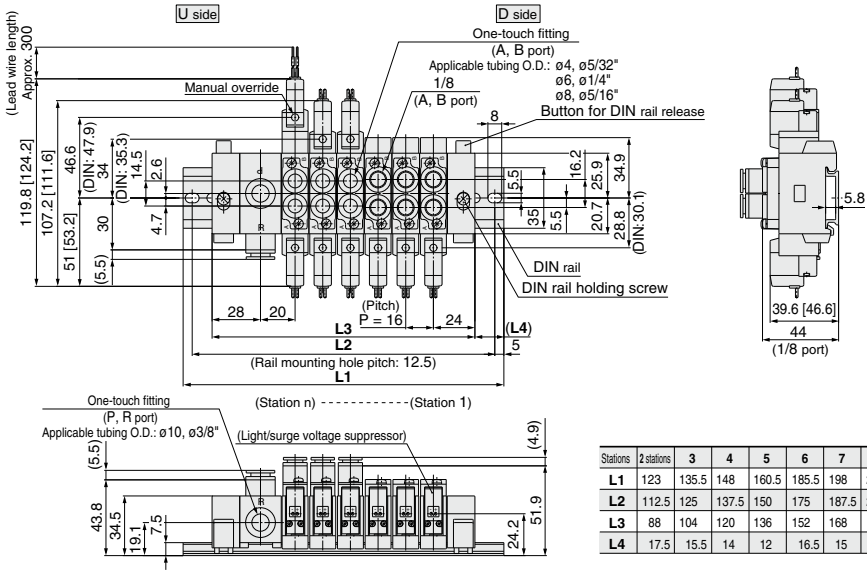 U side
D side
(Lead wire length)
Approx. 300
One-touch fitting
(A, B port)
Applicable tubing O.D.: ø4, ø5/32"
ø6, ø1/4"
ø8, ø5/16"
1/8
(A, B port)
Manual override
Button for DIN rail release
8
119.8 [124.2]
107.2 [111.6]
46.6
(DIN: 47.9)
34
(DIN: 35.3)
14.5
2.6
4.7
30
51 [53.2]
(5.5)
P
R
B
A
16.2
5.5
35
5.5
25.9
34.9
20.7
28.8
(DIN:30.1)
5.8
DIN rail
DIN rail holding screw
28
20
(Pitch)
P = 16
24
L3
(L4)
L2
5
(Rail mounting hole pitch: 12.5)
L1
39.6 [46.6]
44
(1/8 port)
(Station n) ------------ (Station 1)
One-touch fitting
(P, R port)
Applicable tubing O.D.: ø10, ø3/8"
(Light/surge voltage suppressor)
(5.5)
43.8
34.5
19.1
7.5
R
(4.9)
51.9
24.2
Stations 2 stations 3 4 5 6 7
L1 123 135.5 148 160.5 185.5 198
L2 112.5 125 137.5 150 175 187.5
L3 88 104 120 136 152 168
L4 17.5 15.5 14 12 16.5 15